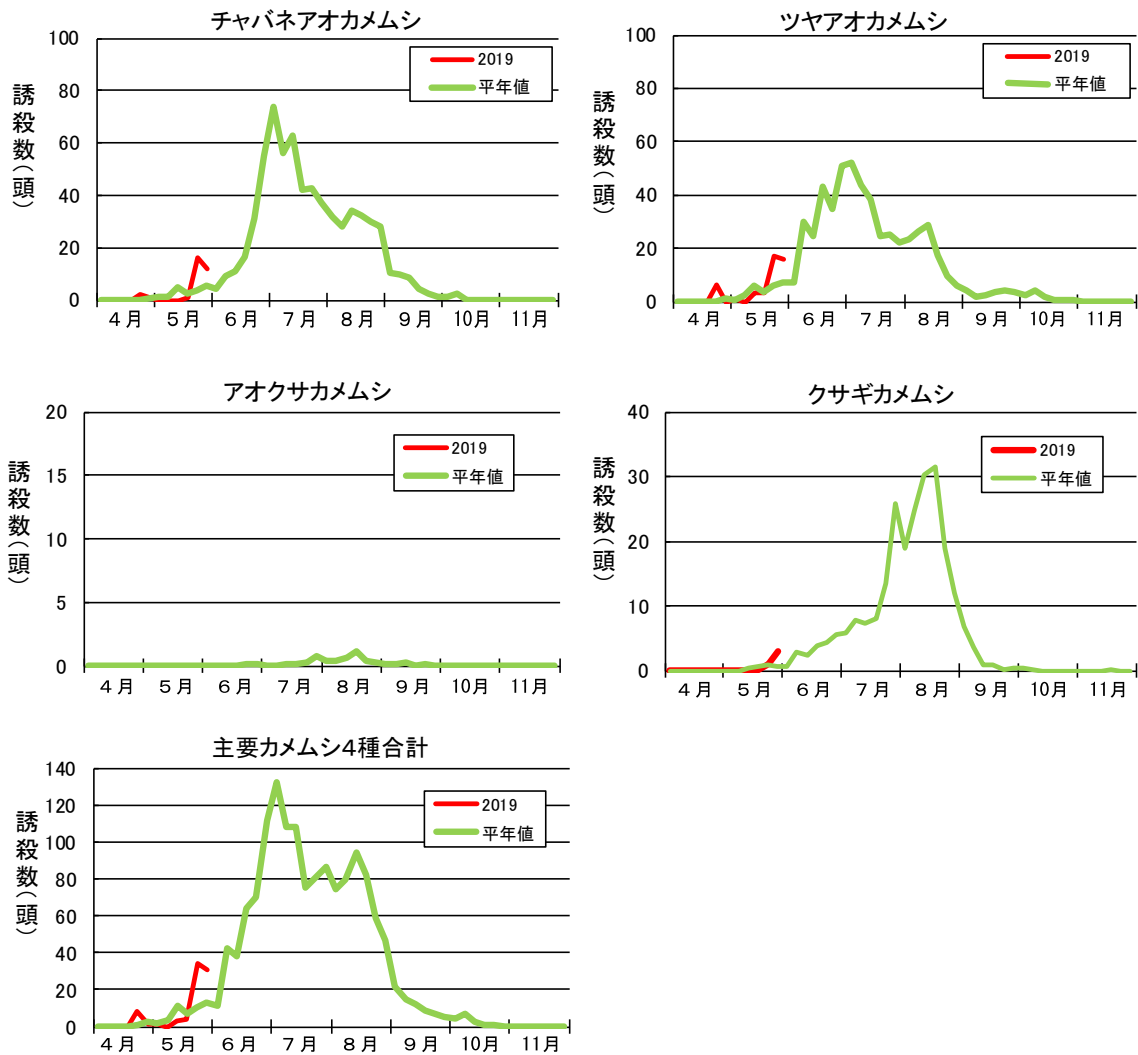 チャバネアオカメムシ
誘殺数(頭)
100
80
60
40
20
0
2019
平年値
4月 5月 6月 7月 8月 9月 10月 11月
ツヤアオカメムシ
誘殺数(頭)
100
80
60
40
20
0
2019
平年値
4月 5月 6月 7月 8月 9月 10月 11月
アオクサカメムシ
誘殺数(頭)
20
15
10
5
0
2019
平年値
4月 5月 6月 7月 8月 9月 10月 11月
クサギカメムシ
誘殺数(頭)
40
30
20
10
0
2019
平年値
4月 5月 6月 7月 8月 9月 10月 11月
主要カメムシ4種合計
誘殺数(頭)
140
120
100
80
60
40
20
0
2019
平年値
4月 5月 6月 7月 8月 9月 10月 11月